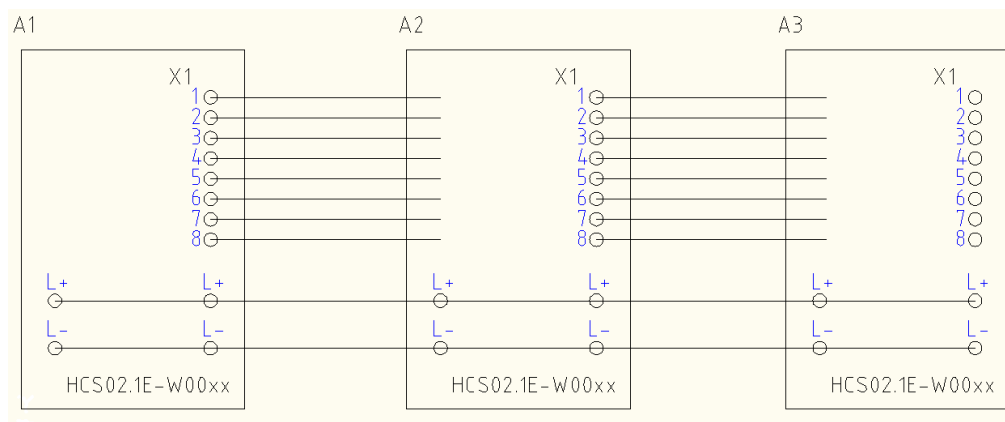 A1 A2 A3
X1 X1 X1
1 1 1
2 2 2
3 3 3
4 4 4
5 5 5
6 6 6
7 7 7
8 8 8
L+ L+ L+ L+ L+ L+
L- L- L- L- L- L-
HCS02.1E-W00xx HCS02.1E-W00xx HCS02.1E-W00xx